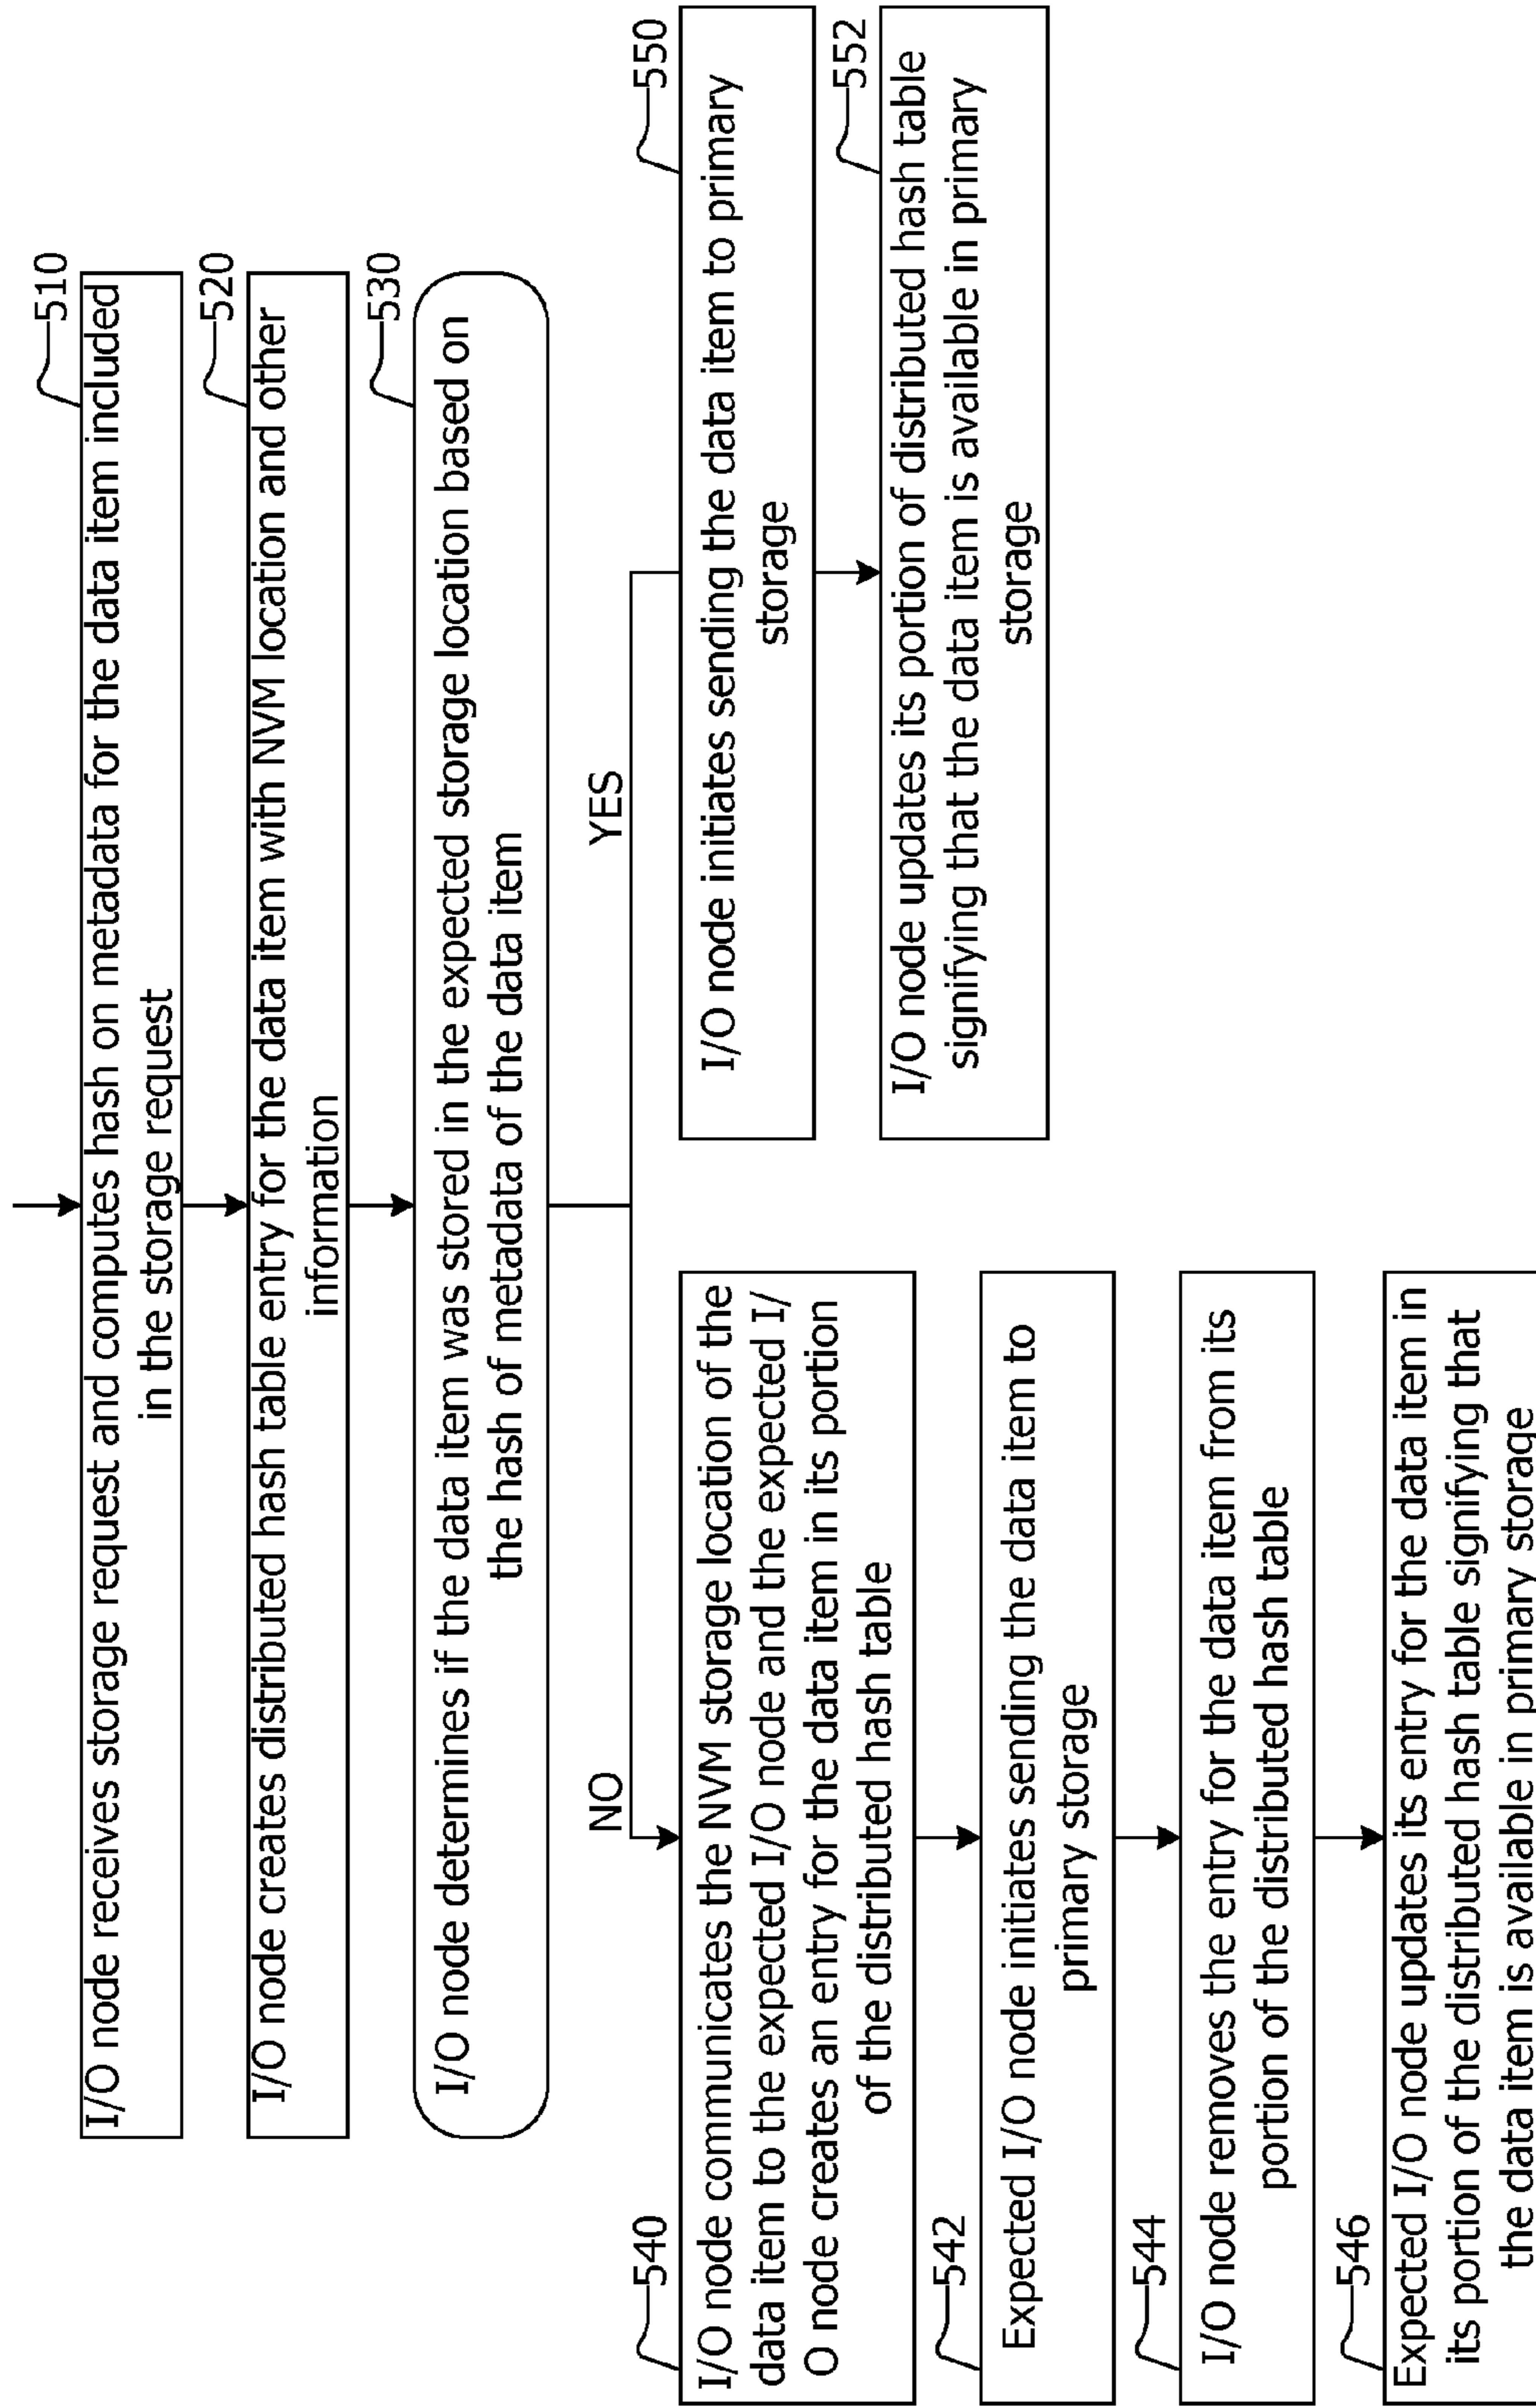 510
I/O node receives storage request and computes hash on metadata for the data item included
in the storage request
520
I/O node creates distributed hash table entry for the data item with NVM location and other
information
530
I/O node determines if the data item was stored in the expected storage location based on
the hash of metadata of the data item
NO
YES
540
I/O node communicates the NVM storage location of the
data item to the expected I/O node and the expected I/
O node creates an entry for the data item in its portion
of the distributed hash table
542
Expected I/O node initiates sending the data item to
primary storage
544
I/O node removes the entry for the data item from its
portion of the distributed hash table
546
Expected I/O node updates its entry for the data item in
its portion of the distributed hash table signifying that
the data item is available in primary storage
550
I/O node initiates sending the data item to primary
storage
552
I/O node updates its portion of distributed hash table
signifying that the data item is available in primary
storage